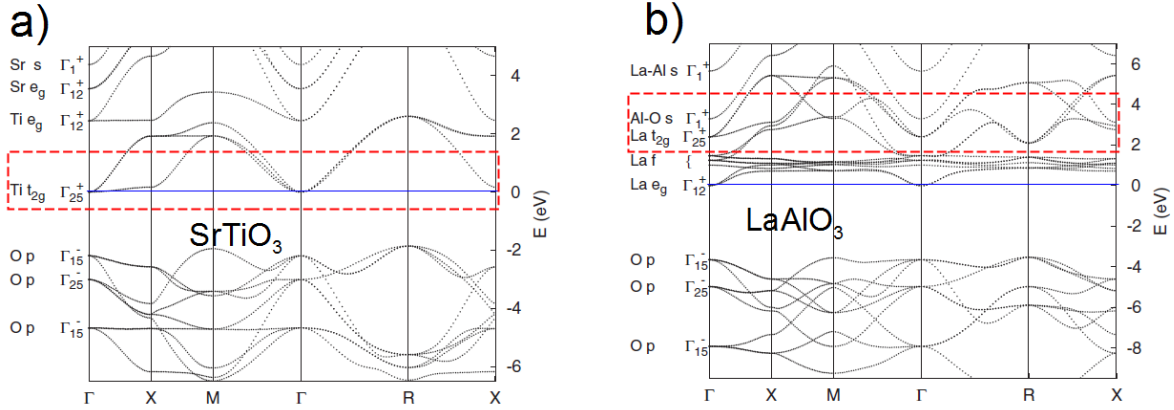 a)
Sr s Γ1+
Sr eg Γ12+
Ti eg Γ12+
Ti t2g Γ25+
O p Γ15-
O p Γ25-
O p Γ15-
SrTiO3
4
2
0
-2
-4
-6
E (eV)
Γ X M Γ R X
b)
La-Al s Γ1+
Al-O s Γ1+
La t2g Γ25+
La f {
La eg Γ12+
O p Γ15-
O p Γ25-
O p Γ15-
LaAlO3
6
4
2
0
-2
-4
-6
-8
E (eV)
Γ X M Γ R X